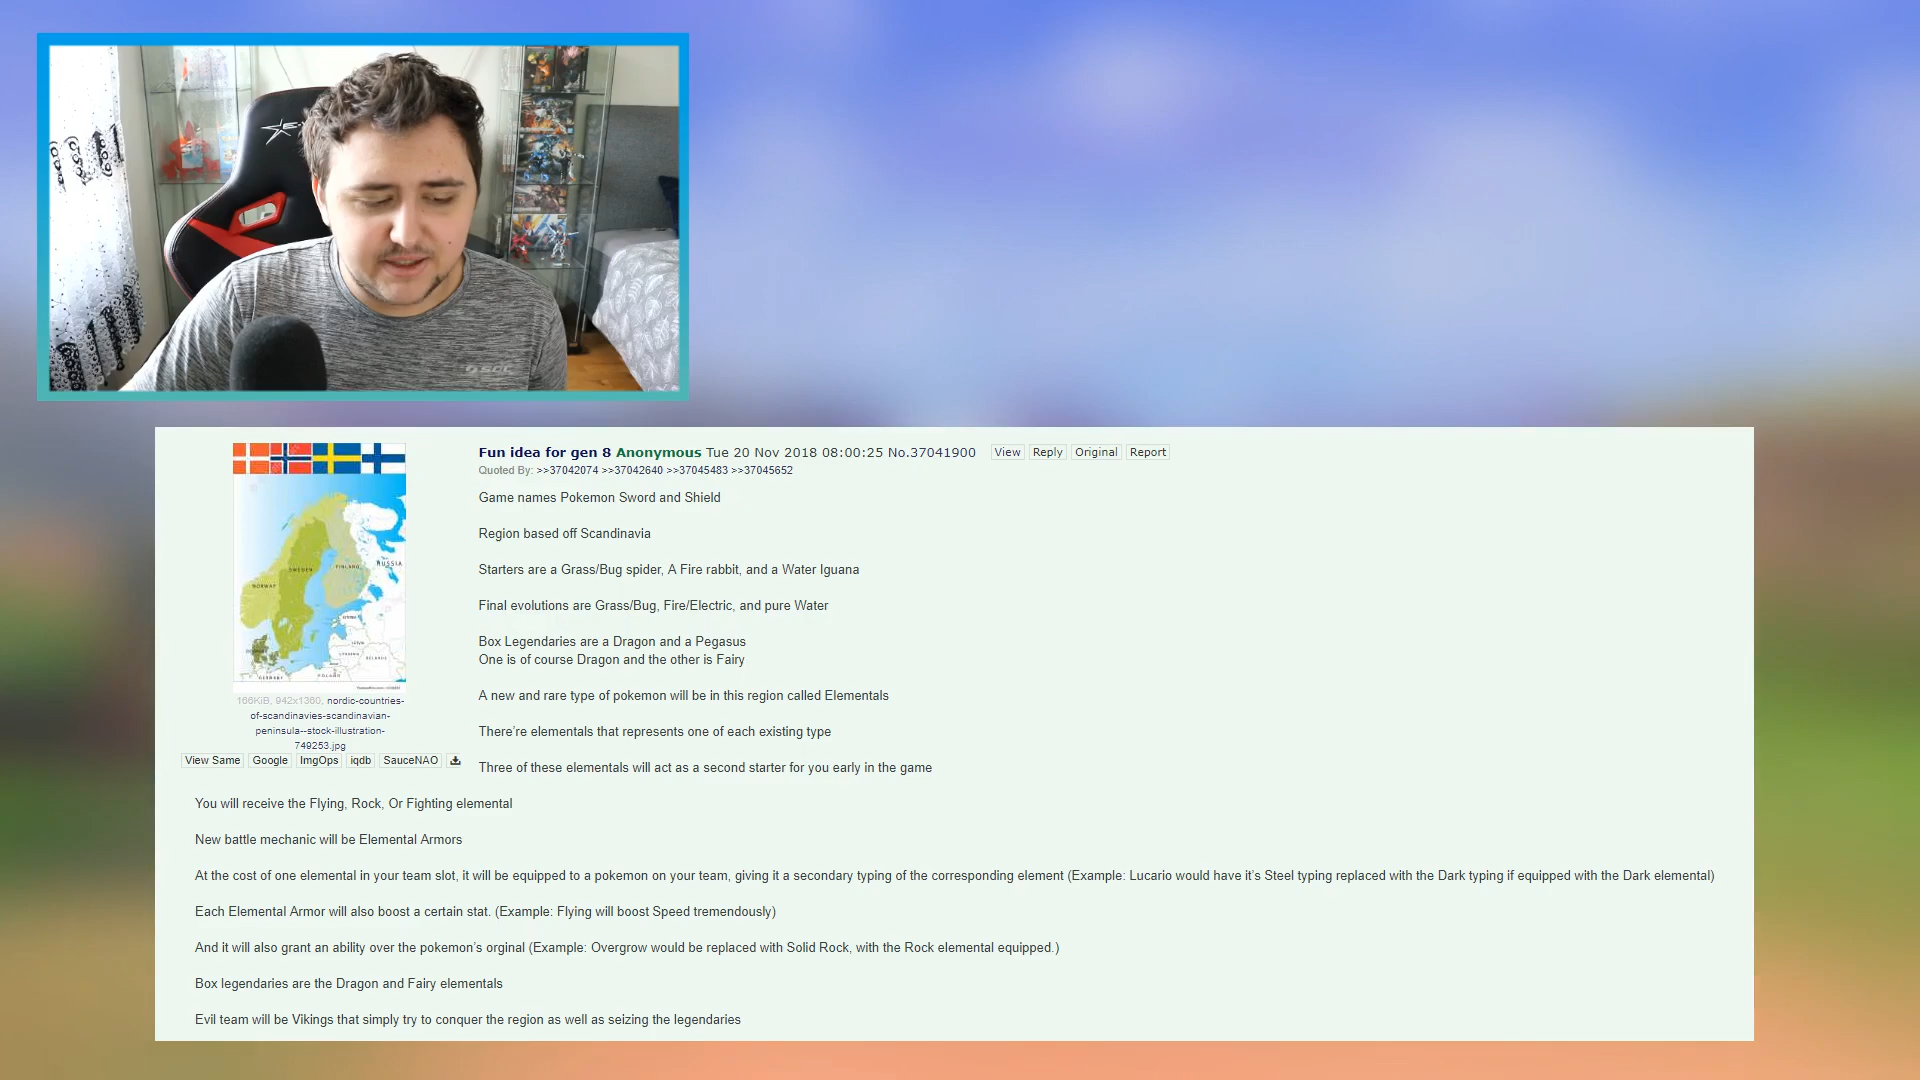 Fun idea for gen 8 Anonymous Tue 20 Nov 2018 08:00:25 No.37041900 View Reply Original Report
Quoted By: >>37042074 >>37042640 >>37045483 >>37045652
Game names Pokemon Sword and Shield
Region based off Scandinavia
Starters are a Grass/Bug spider, A Fire rabbit, and a Water Iguana
Final evolutions are Grass/Bug, Fire/Electric, and pure Water
Box Legendaries are a Dragon and a Pegasus
One is of course Dragon and the other is Fairy
A new and rare type of pokemon will be in this region called Elementals
There're elementals that represents one of each existing type
Three of these elementals will act as a second starter for you early in the game
NORWAY
SWEDEN
FINLAND
RUSSIA
GERMANY
POLAND
166KiB, 942x1360, nordic-countries-
of-scandinavies-scandinavian-
peninsula--stock-illustration-
749253.jpg
View Same Google ImgOps iqdb SauceNAO
You will receive the Flying, Rock, Or Fighting elemental
New battle mechanic will be Elemental Armors
At the cost of one elemental in your team slot, it will be equipped to a pokemon on your team, giving it a secondary typing of the corresponding element (Example: Lucario would have it's Steel typing replaced with the Dark typing if equipped with the Dark elemental)
Each Elemental Armor will also boost a certain stat. (Example: Flying will boost Speed tremendously)
And it will also grant an ability over the pokemon's orginal (Example: Overgrow would be replaced with Solid Rock, with the Rock elemental equipped.)
Box legendaries are the Dragon and Fairy elementals
Evil team will be Vikings that simply try to conquer the region as well as seizing the legendaries